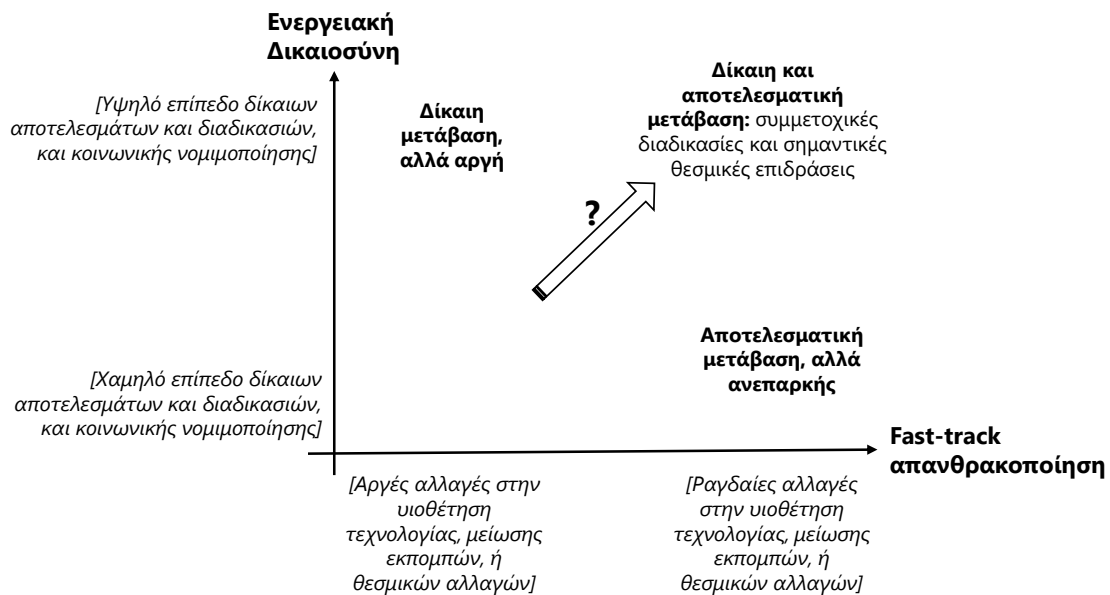 Ενεργειακή
Δικαιοσύνη
[Υψηλό επίπεδο δίκαιων
αποτελεσμάτων και διαδικασιών,
και κοινωνικής νομιμοποίησης]
Δίκαιη
μετάβαση,
αλλά αργή
Δίκαιη και
αποτελεσματική
μετάβαση: συμμετοχικές
διαδικασίες και σημαντικές
θεσμικές επιδράσεις
?
Αποτελεσματική
μετάβαση, αλλά
ανεπαρκής
[Χαμηλό επίπεδο δίκαιων
αποτελεσμάτων και διαδικασιών,
και κοινωνικής νομιμοποίησης]
Fast-track
απανθρακοποίηση
[Αργές αλλαγές στην
υιοθέτηση
τεχνολογίας, μείωσης
εκπομπών, ή
θεσμικών αλλαγών]
[Ραγδαίες αλλαγές
στην υιοθέτηση
τεχνολογίας, μείωσης
εκπομπών, ή
θεσμικών αλλαγών]